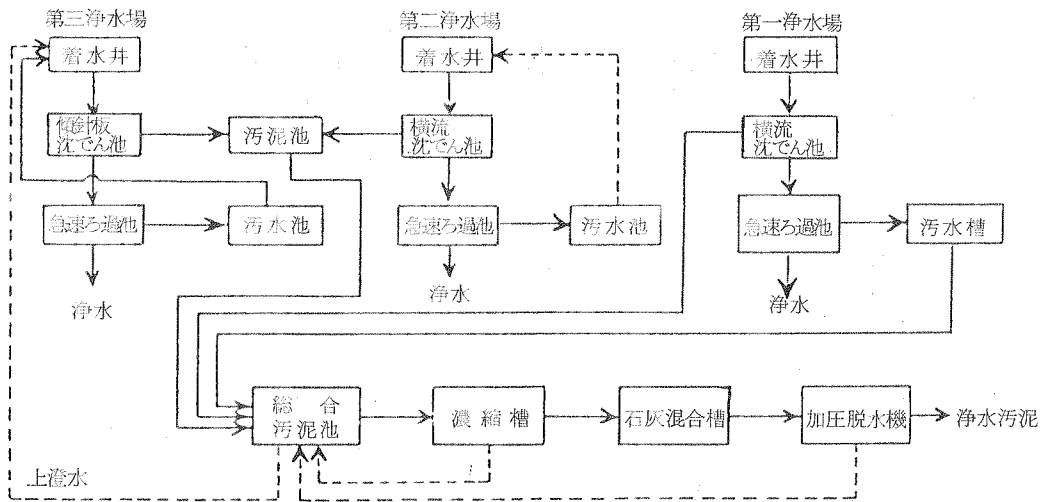 第三浄水場
第二浄水場
第一浄水場
着水井
着水井
着水井
傾斜板
沈でん池
汚泥池
横流
沈でん池
横流
沈でん池
急速ろ過池
汚水池
急速ろ過池
汚水池
急速ろ過池
汚水槽
浄水
浄水
浄水
総合
汚泥池
濃縮槽
石灰混合槽
加圧脱水機
浄水汚泥
上澄水